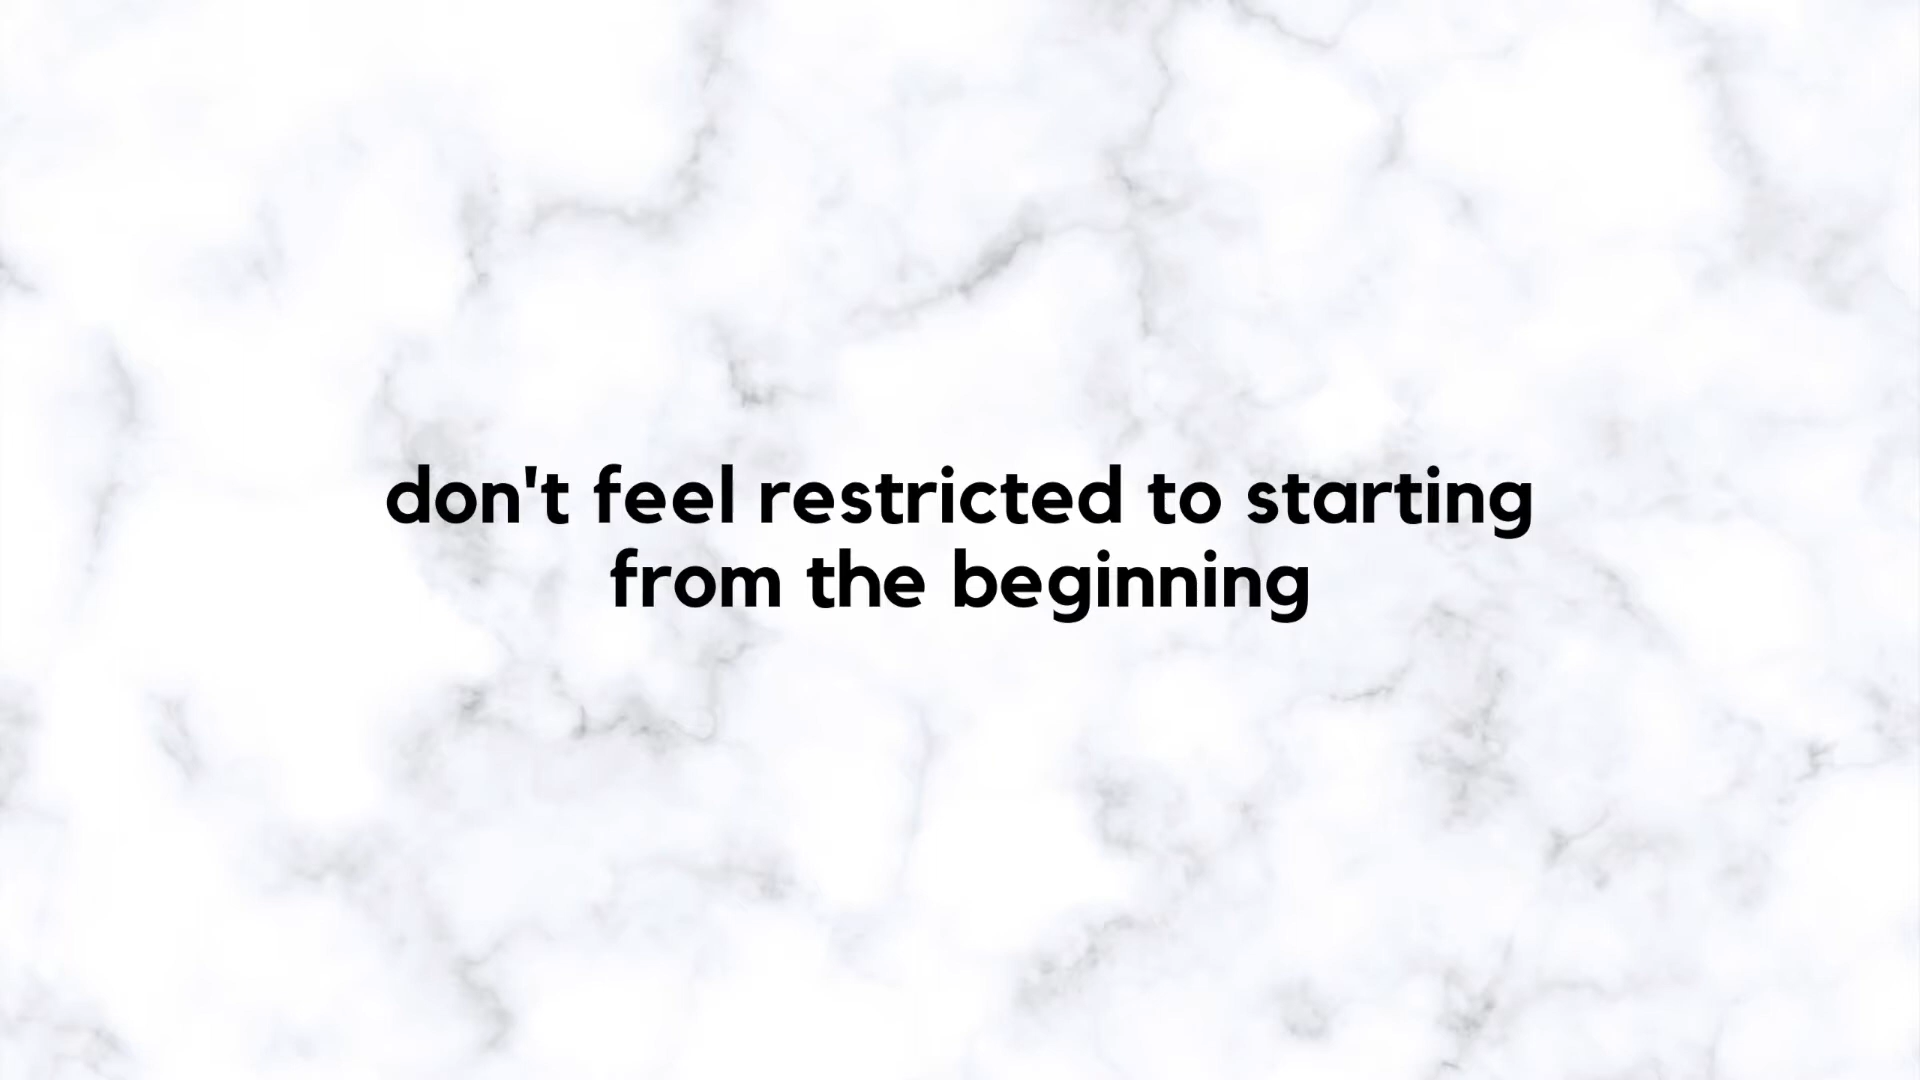 don't feel restricted to starting
from the beginning